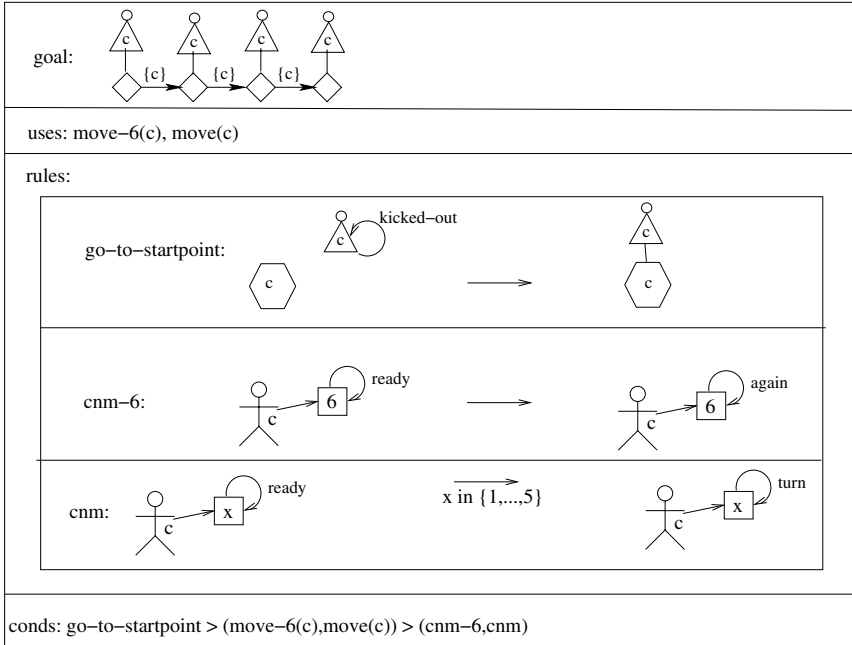 c c c c
goal:
{c} {c} {c}
uses: move−6(c), move(c)
rules:
kicked−out
c c
go−to−startpoint:
c c
ready again
cnm−6: 6 6
c c
ready turn
x in {1,...,5}
cnm: x x
c c
conds: go−to−startpoint > (move−6(c),move(c)) > (cnm−6,cnm)